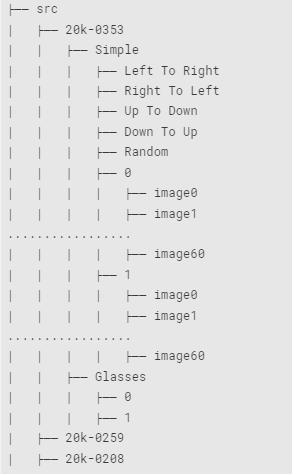 ├── src
|   ├── 20k-0353
|   |   ├── Simple
|   |   |   ├── Left To Right
|   |   |   ├── Right To Left
|   |   |   ├── Up To Down
|   |   |   ├── Down To Up
|   |   |   ├── Random
|   |   |   ├── 0
|   |   |   |   ├── image0
|   |   |   |   ├── image1
.................
|   |   |   |   ├── image60
|   |   |   ├── 1
|   |   |   |   ├── image0
|   |   |   |   ├── image1
.................
|   |   |   |   ├── image60
|   |   ├── Glasses
|   |   |   ├── 0
|   |   |   ├── 1
|   ├── 20k-0259
|   ├── 20k-0208